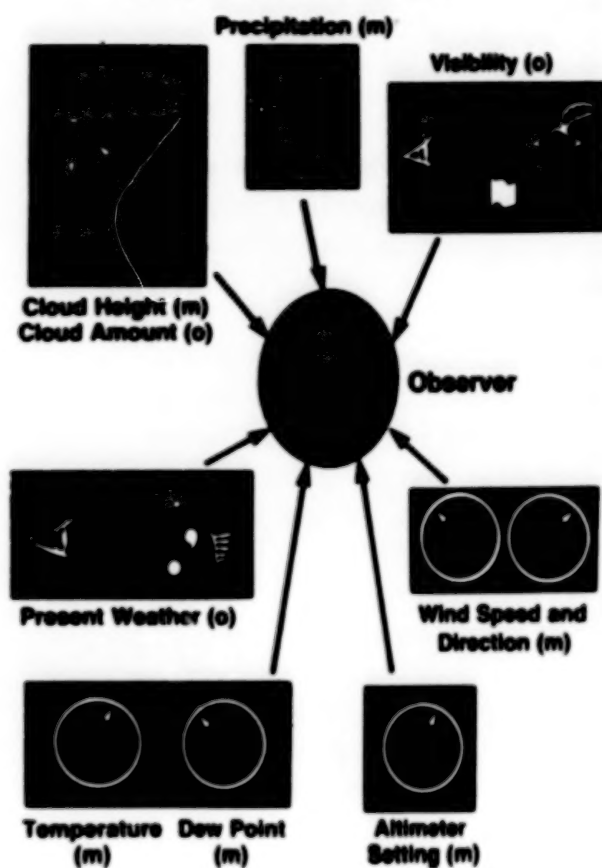 Precipitation (m)
Visibility (o)
Cloud Height (m)
Cloud Amount (o)
Observer
Present Weather (o)
Wind Speed and
Direction (m)
Temperature
(m)
Dew Point
(m)
Altimeter
Setting (m)